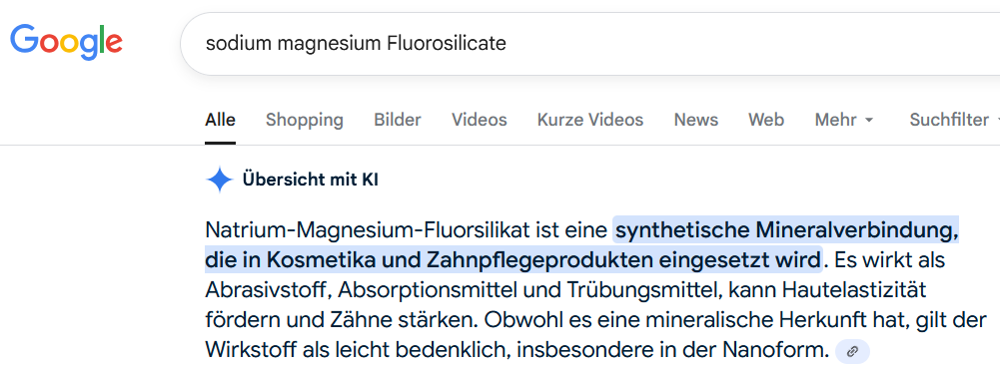 Google
sodium magnesium Fluorosilicate
Alle Shopping Bilder Videos Kurze Videos News Web Mehr Suchfilter
Übersicht mit KI
Natrium-Magnesium-Fluorsilikat ist eine synthetische Mineralverbindung,
die in Kosmetika und Zahnpflegeprodukten eingesetzt wird. Es wirkt als
Abrasivstoff, Absorptionsmittel und Trübungsmittel, kann Hautelastizität
fördern und Zähne stärken. Obwohl es eine mineralische Herkunft hat, gilt der
Wirkstoff als leicht bedenklich, insbesondere in der Nanoform.